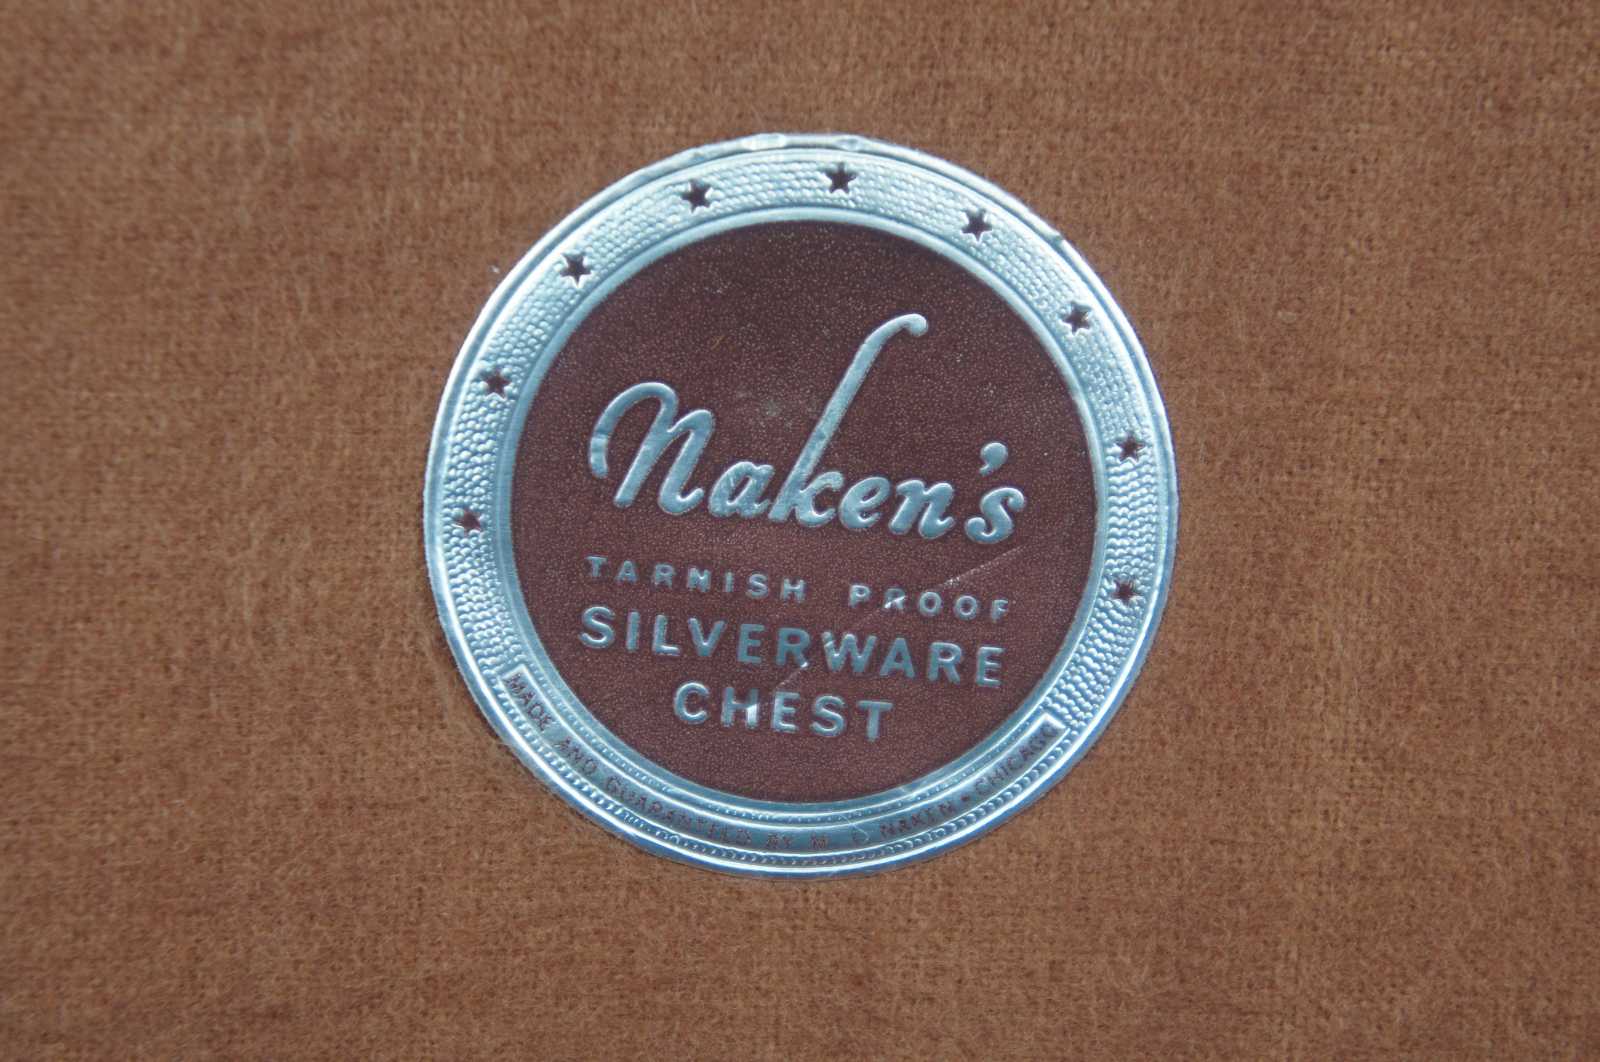 Naken's
TARNISH PROOF
SILVERWARE
CHEST
MADE AND GUARANTEED BY M. C. NAKEN • CHICAGO